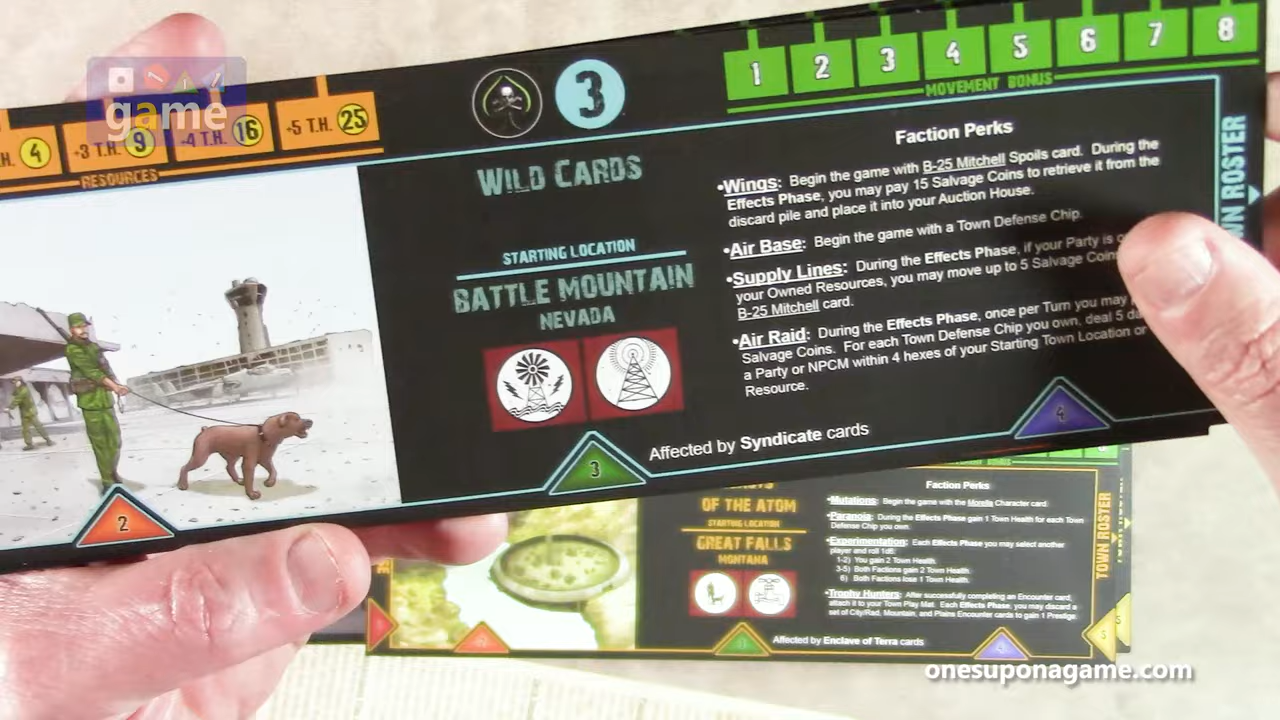 game
4
+3 T.H. 9
-4 T.H. 16
+5 T.H. 25
RESOURCES
3
1 2 3 4 5 6 7 8
MOVEMENT BONUS
WILD CARDS
STARTING LOCATION
BATTLE MOUNTAIN
NEVADA
Faction Perks
•Wings: Begin the game with B-25 Mitchell Spoils card. During the
Effects Phase, you may pay 15 Salvage Coins to retrieve it from the
discard pile and place it into your Auction House.
•Air Base: Begin the game with a Town Defense Chip.
•Supply Lines: During the Effects Phase, if your Party is
your Owned Resources, you may move up to 5 Salvage
B-25 Mitchell card.
•Air Raid: During the Effects Phase, once per Turn you may
Salvage Coins. For each Town Defense Chip you own, deal 5
a Party or NPCM within 4 hexes of your Starting Town Location or
Resource.
ROSTER
2
3
Affected by Syndicate cards
4
OF THE ATOM
STARTING LOCATION
GREAT FALLS
MONTANA
Faction Perks
•Mutations: Begin the game with the Morella Character card.
•Paranoia: During the Effects Phase gain 1 Town Health for each Town
Defense Chip you own.
•Experimentation: Each Effects Phase you may select another
player and roll 1d6:
1-2) You gain 2 Town Health.
3-5) Both Factions gain 2 Town Health.
6) Both Factions lose 1 Town Health.
•Trophy Hunters: After successfully completing an Encounter card,
attach it to your Town Play Mat. Each Effects Phase, you may discard a
set of City/Rad, Mountain, and Plains Encounter cards to gain 1 Prestige.
TOWN ROSTER
Affected by Enclave of Terra cards
onesuponagame.com